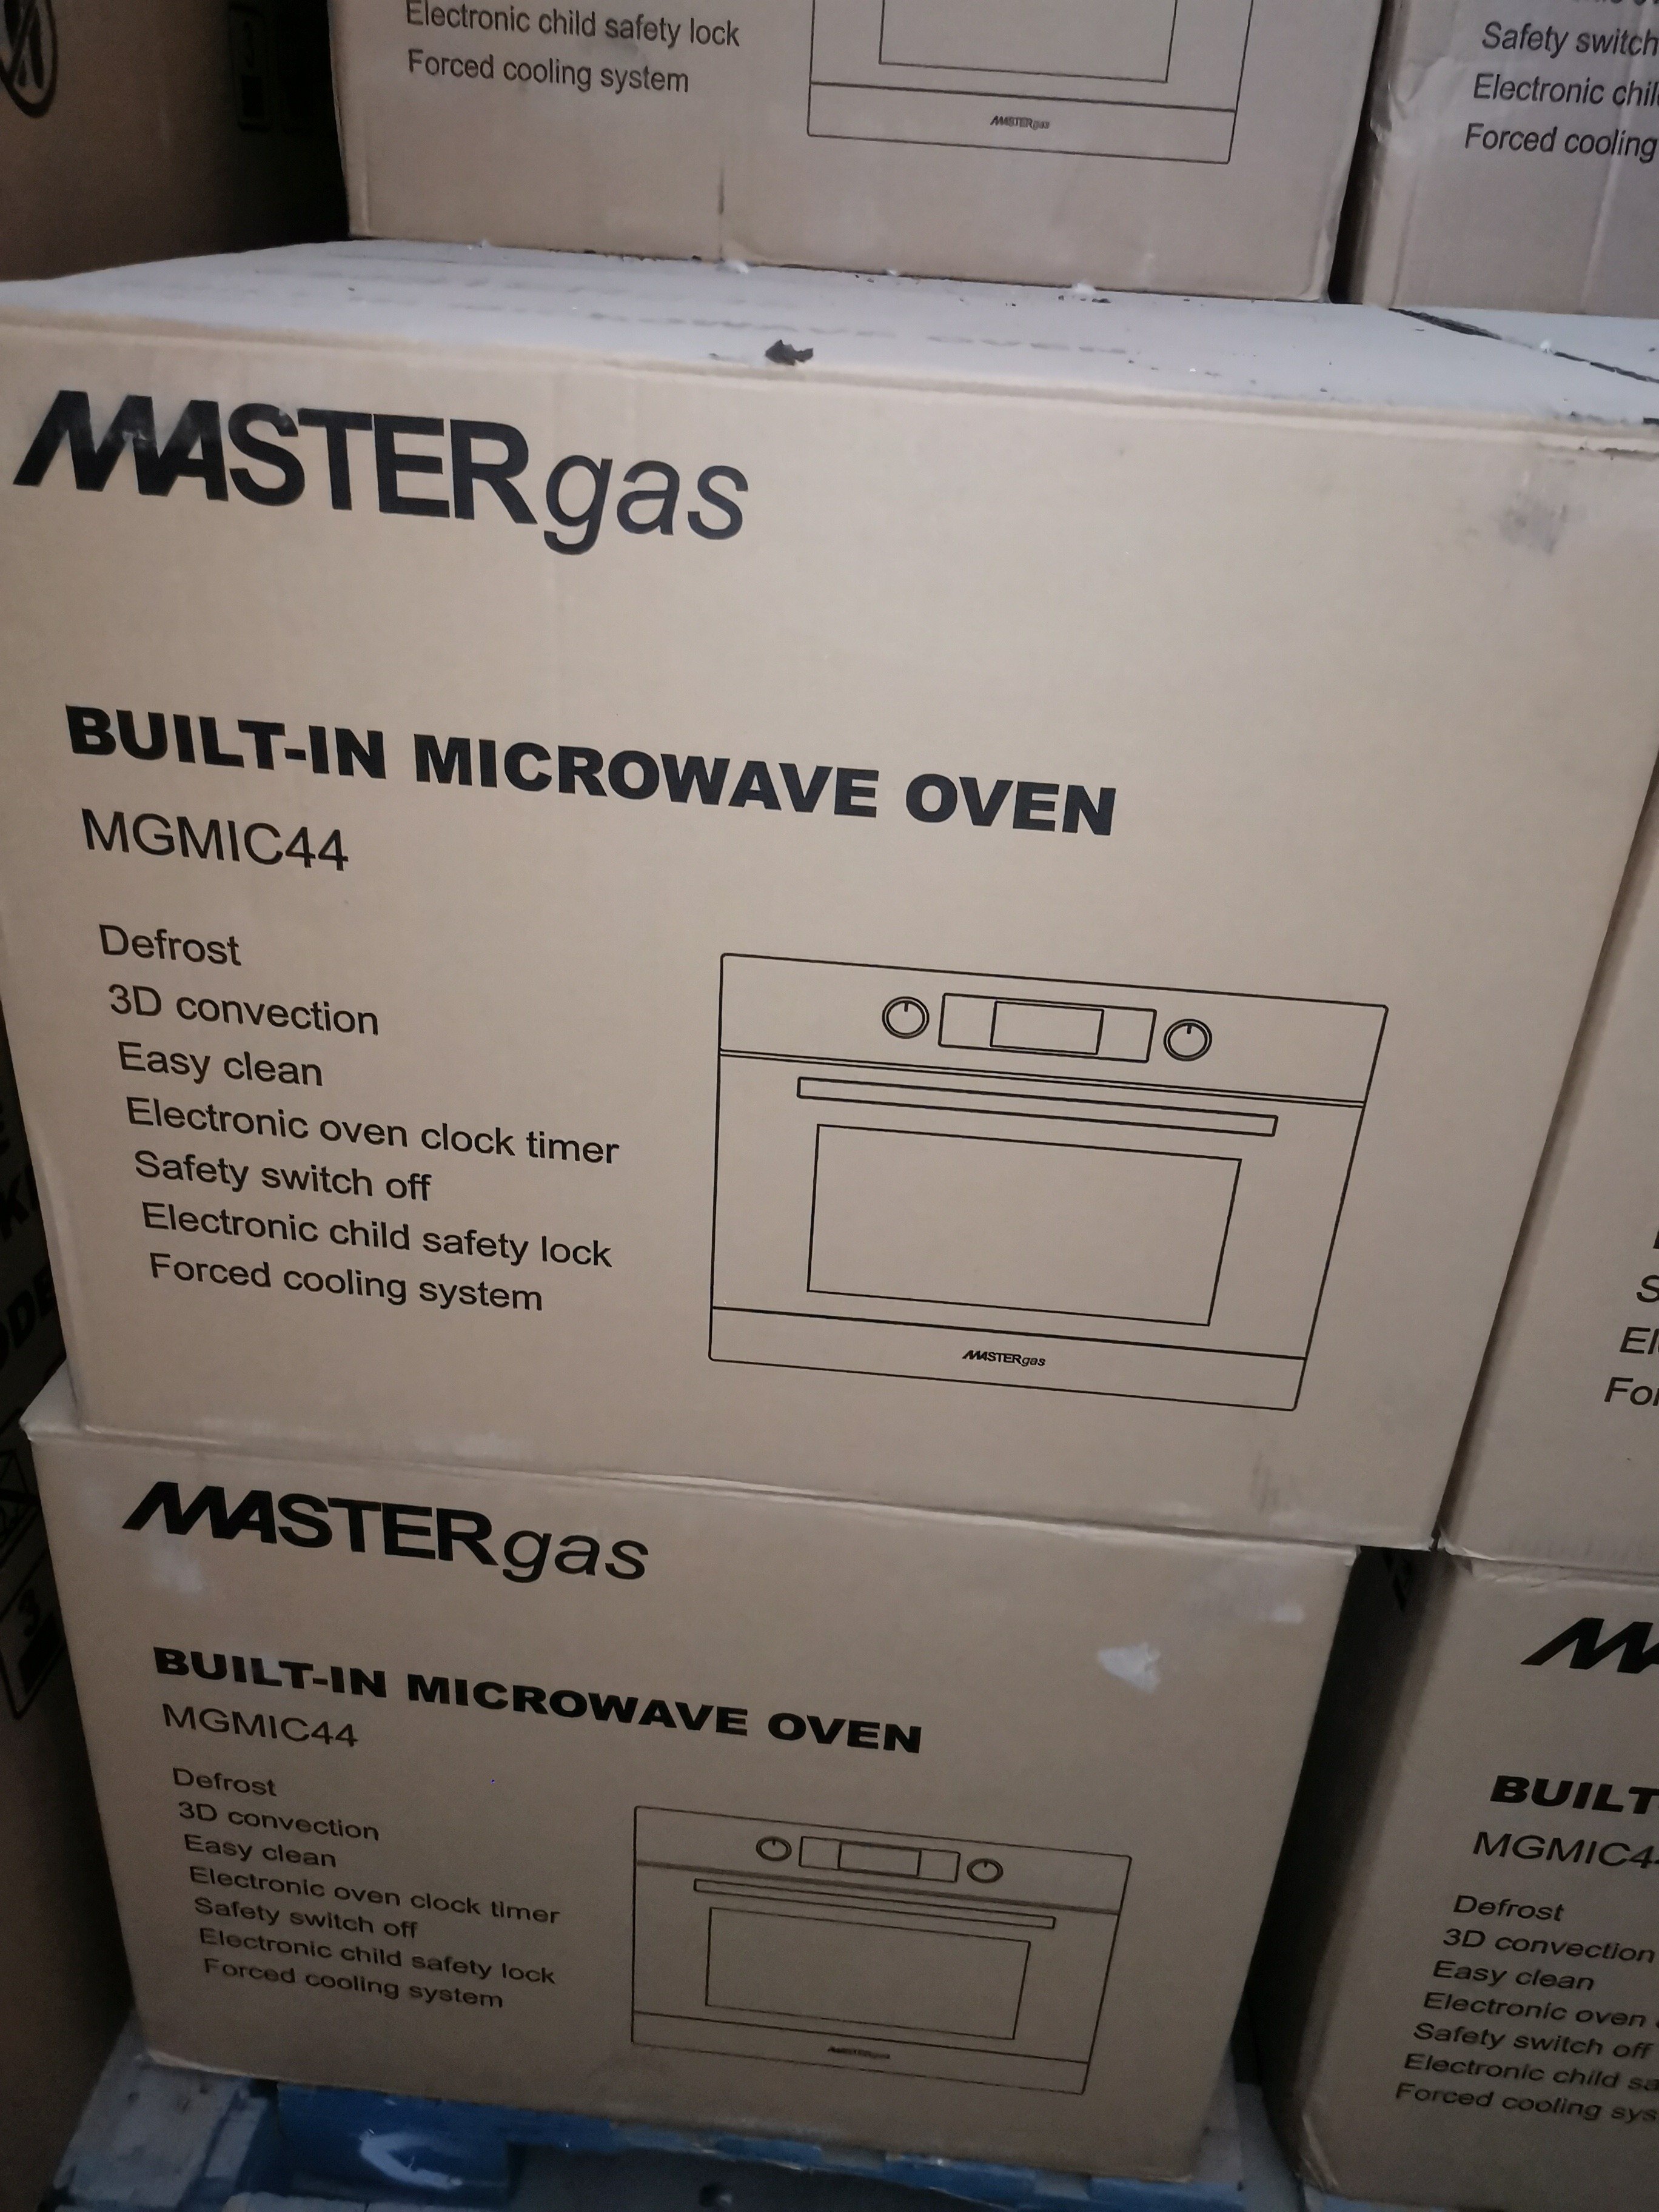 Electronic child safety lock
Forced cooling system
MASTERgas
Safety switch
Electronic
Forced cooling
MASTERgas
BUILT-IN MICROWAVE OVEN
MGMIC44
Defrost
3D convection
Easy clean
Electronic oven clock timer
Safety switch off
Electronic child safety lock
Forced cooling system
MASTERgas
MASTERgas
BUILT-IN MICROWAVE OVEN
MGMIC44
Defrost
3D convection
Easy clean
Electronic oven clock timer
Safety switch off
Electronic child safety lock
Forced cooling system
MASTERgas
BUILT
MGMIC4
Defrost
3D convection
Easy clean
Electronic oven
Safety switch off
Electronic child
Forced cooling
3